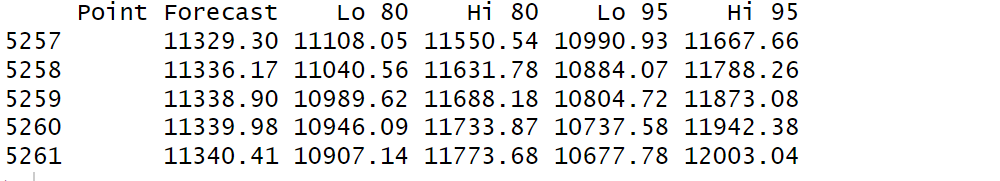 Point Forecast Lo 80 Hi 80 Lo 95 Hi 95
5257 11329.30 11108.05 11550.54 10990.93 11667.66
5258 11336.17 11040.56 11631.78 10884.07 11788.26
5259 11338.90 10989.62 11688.18 10804.72 11873.08
5260 11339.98 10946.09 11733.87 10737.58 11942.38
5261 11340.41 10907.14 11773.68 10677.78 12003.04